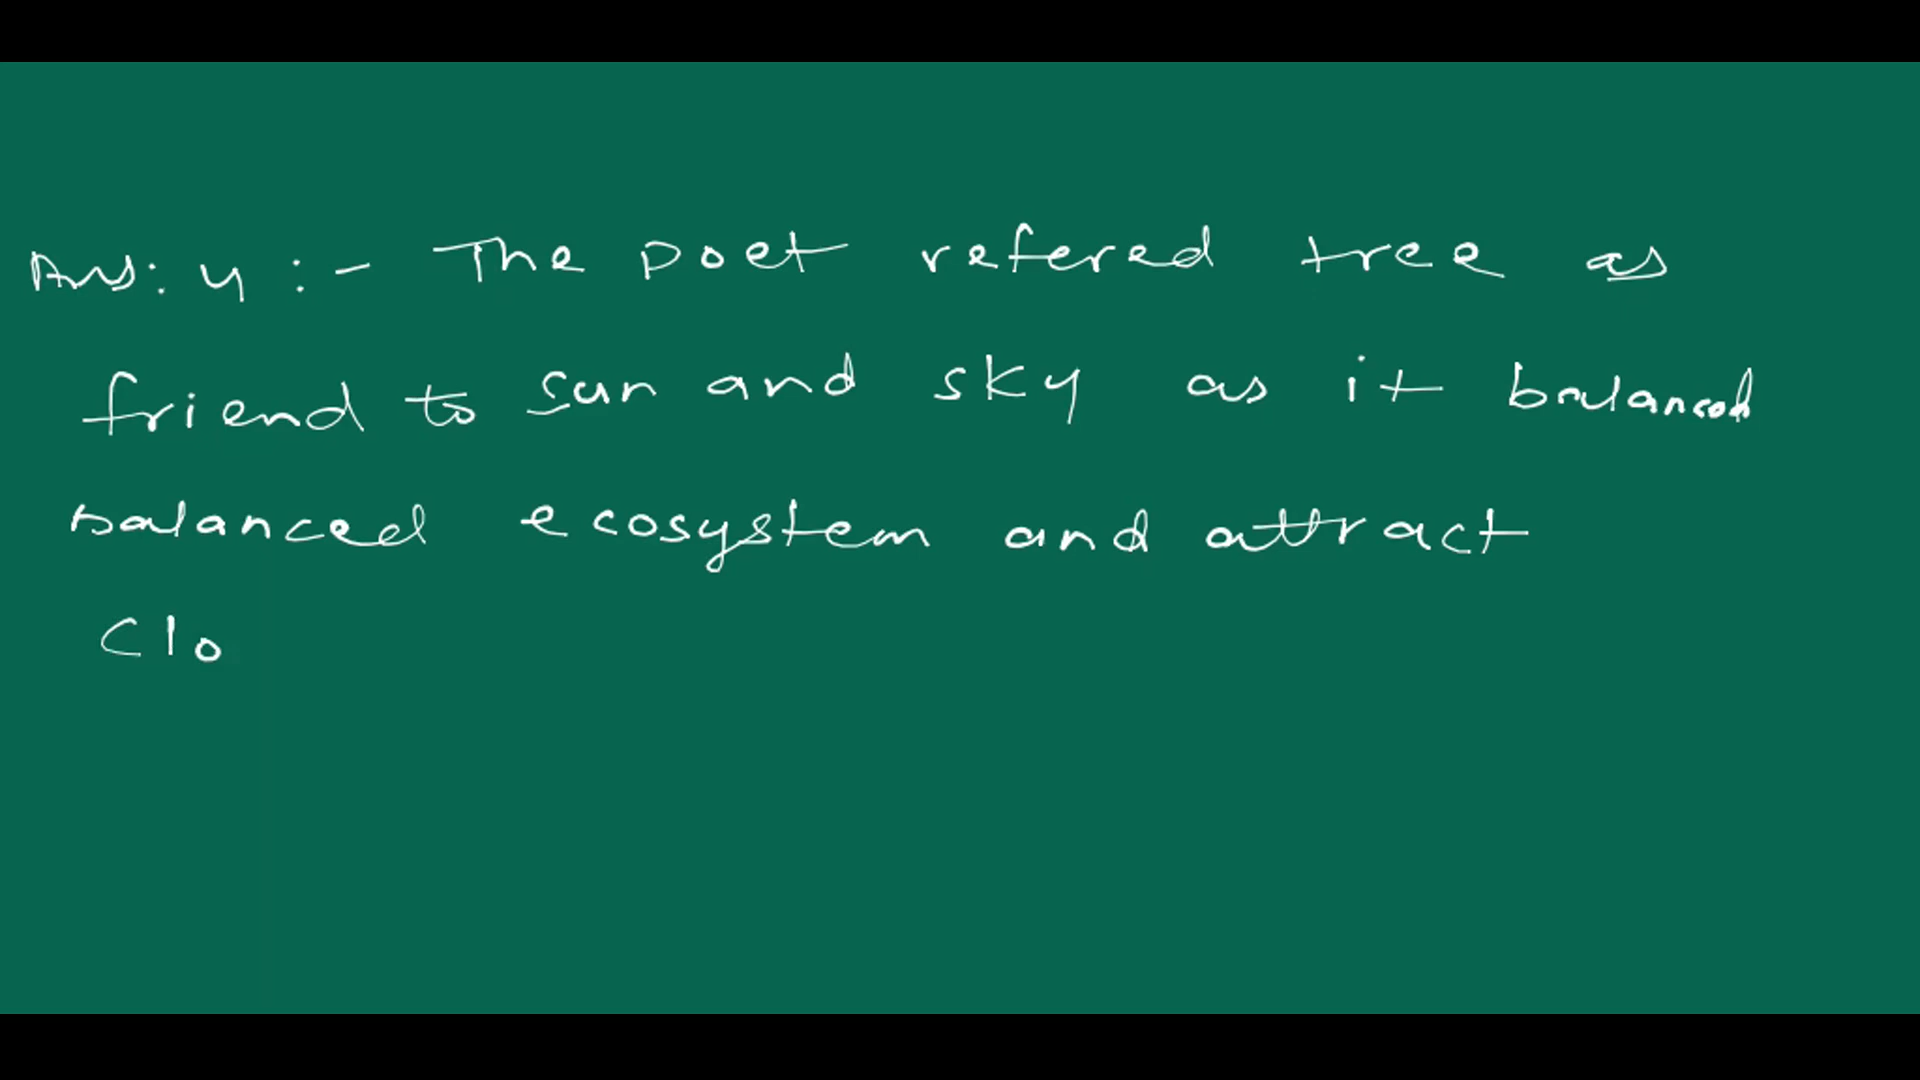 Ans: 4 :- The poet refered tree as
friend to sun and sky as it balanced
balanced ecosystem and attract
Clo